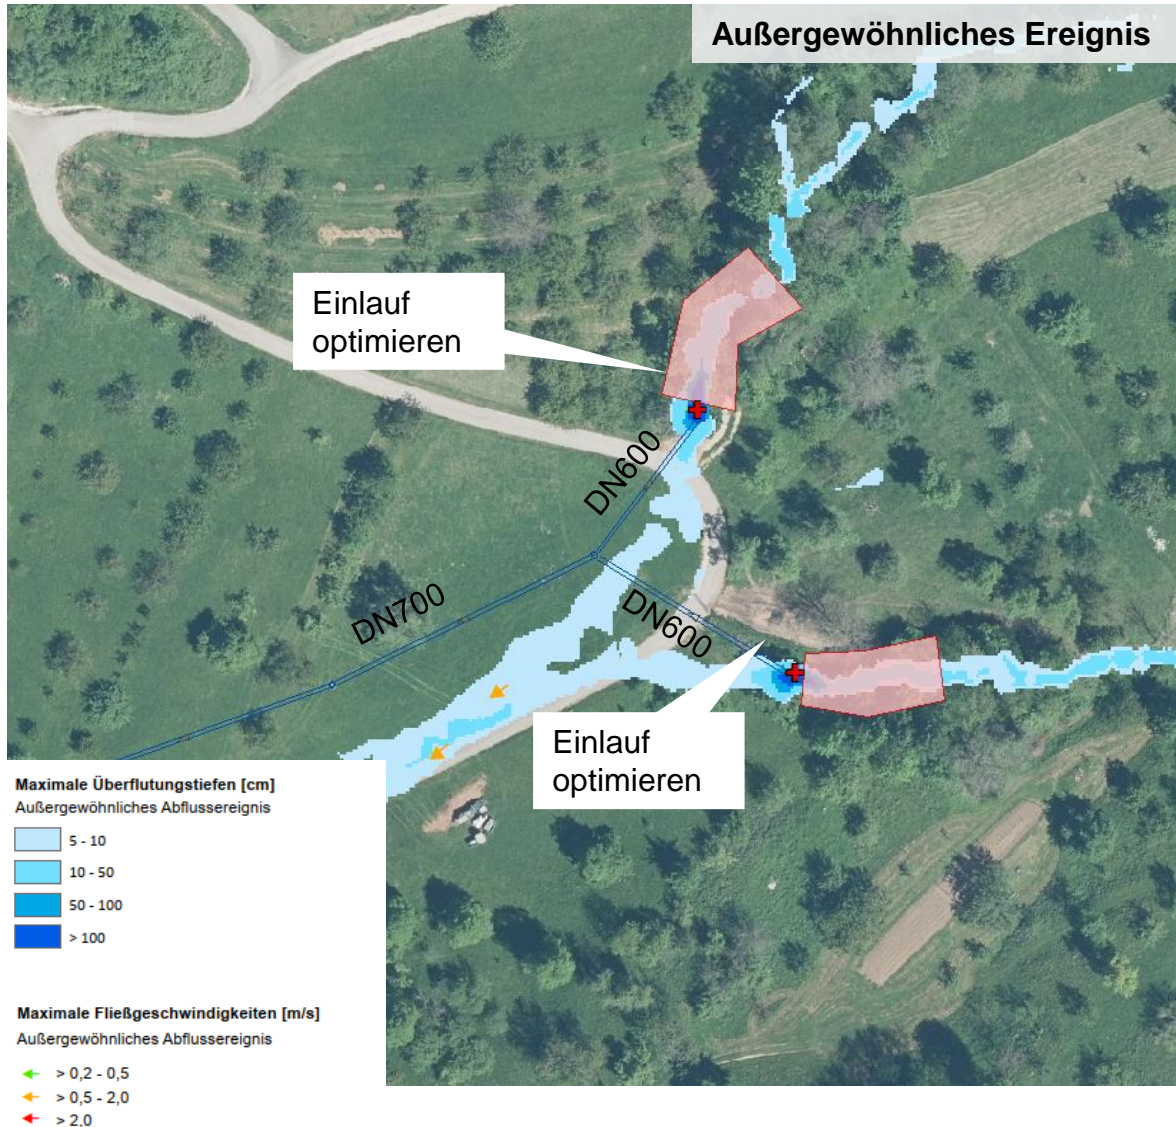 Außergewöhnliches Ereignis
Einlauf
optimieren
DN600
DN700
DN600
Einlauf
optimieren
Maximale Überflutungstiefen [cm]
Außergewöhnliches Abflussereignis
5 - 10
10 - 50
50 - 100
> 100
Maximale Fließgeschwindigkeiten [m/s]
Außergewöhnliches Abflussereignis
> 0,2 - 0,5
> 0,5 - 2,0
> 2,0